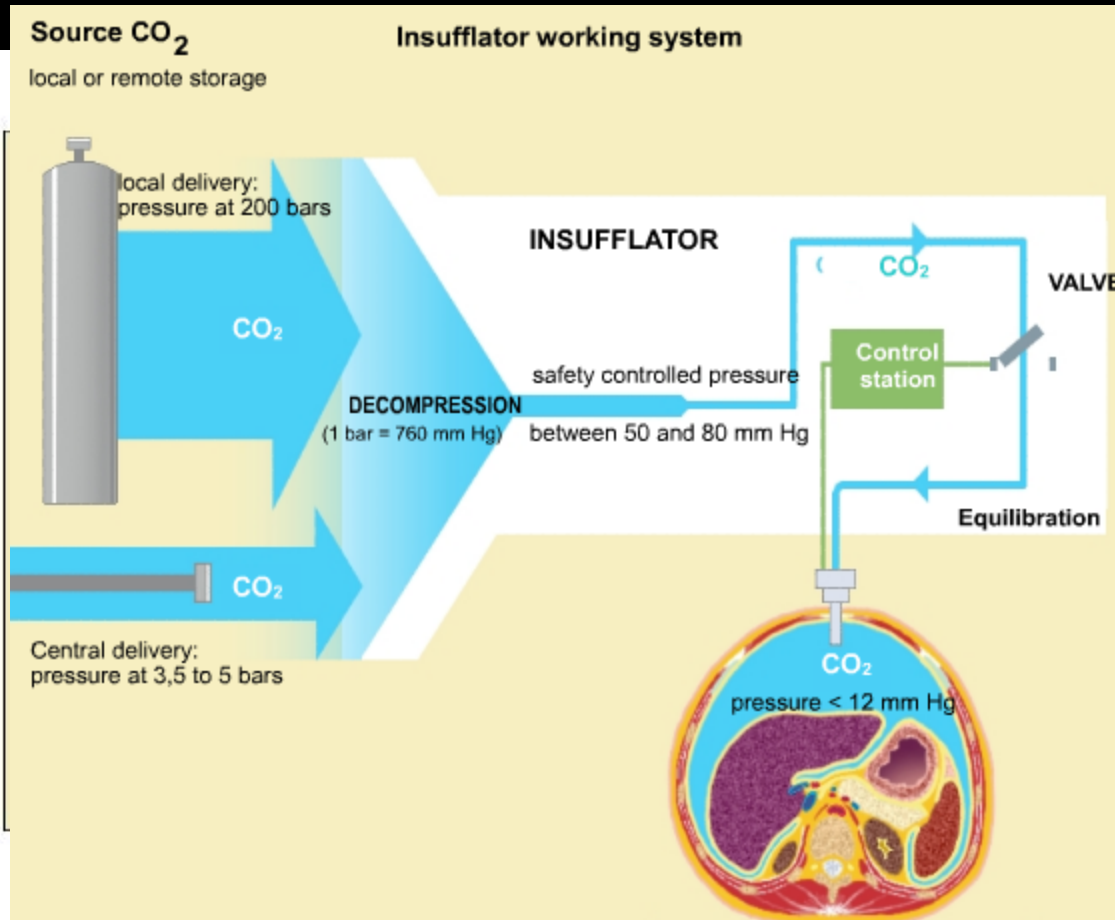 Source CO₂
Insufflator working system
local or remote storage
local delivery:
pressure at 200 bars
CO₂
INSUFFLATOR
CO₂
VALVE
Control
station
safety controlled pressure
DECOMPRESSION
(1 bar = 760 mm Hg)
between 50 and 80 mm Hg
Equilibration
CO₂
Central delivery:
pressure at 3,5 to 5 bars
CO₂
pressure < 12 mm Hg